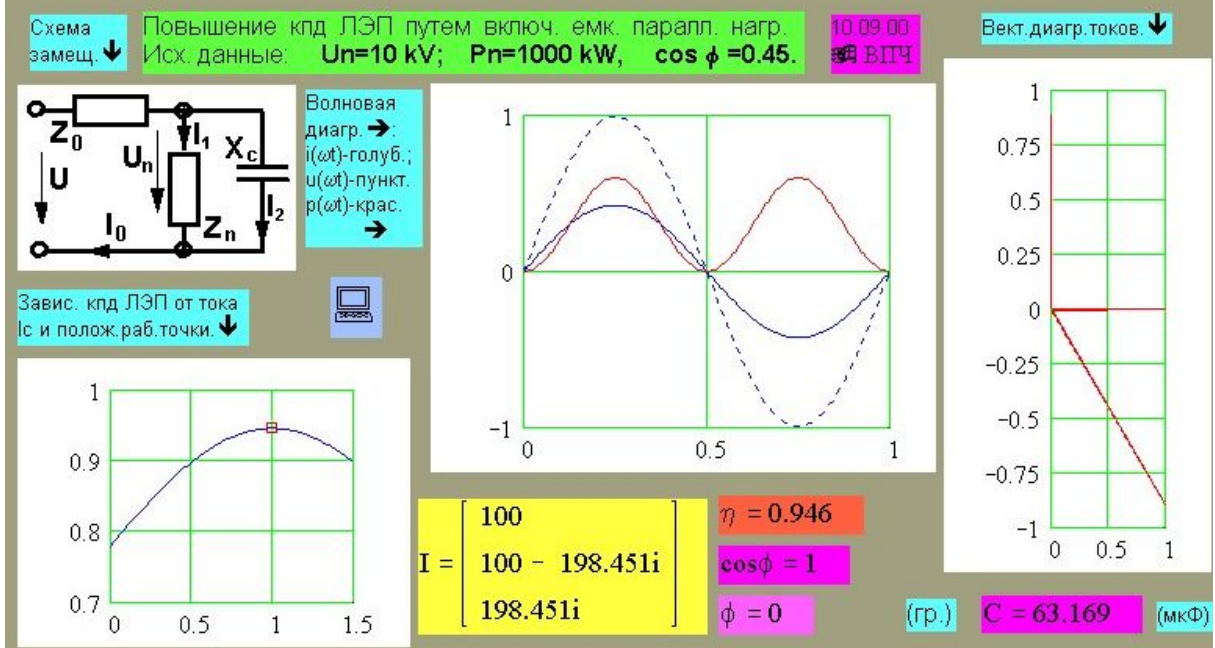 Схема
замещ.🡻
Повышение кпд ЛЭП путем включ. емк. паралл. нагр.
Исх. данные: Un=10 kV; Pn=1000 kW, cos ϕ =0.45.
10.09.00
ВПЧ
Вект.диагр.токов.🡻
Z0
Un
I1
Xc
U
I0
Zn
I2
Волновая
диагр.🡺:
i(ωt)-голуб.;
u(ωt)-пункт.
p(ωt)-крас.
🡺
1
0
−1
0
0.5
1
1
0.75
0.5
0.25
0
−0.25
−0.5
−0.75
−1
0
0.5
1
Завис. кпд ЛЭП от тока
Ic и полож.раб.точки.🡻
1
0.9
0.8
0.7
0
0.5
1
1.5
I =
100
100 − 198.451i
198.451i
η = 0.946
cosϕ = 1
ϕ = 0
(гр.)
C = 63.169
(мкФ)